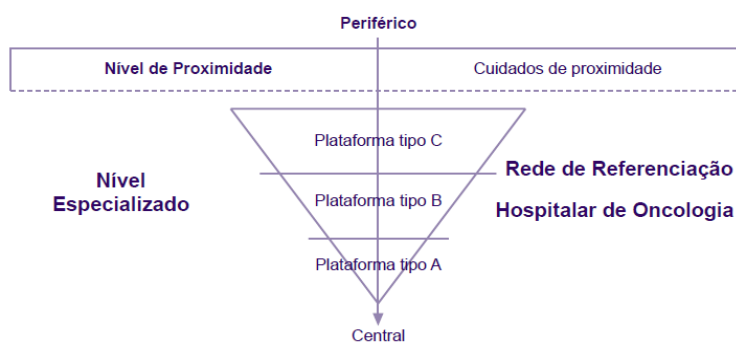 Periférico
Nível de Proximidade
Cuidados de proximidade
Plataforma tipo C
Nível
Especializado
Plataforma tipo B
Rede de Referenciação
Hospitalar de Oncologia
Plataforma tipo A
Central